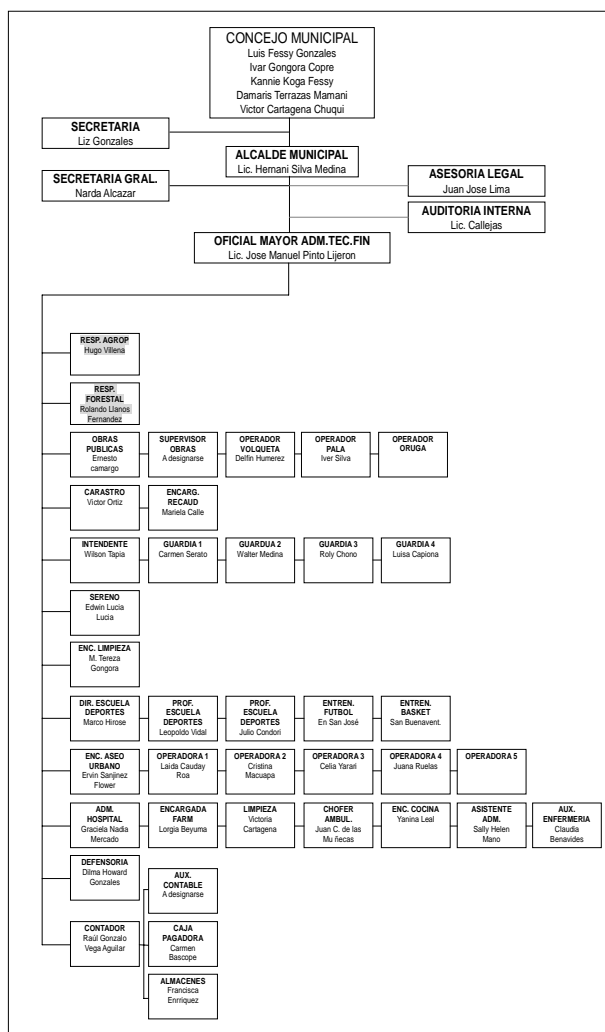 CONCEJO MUNICIPAL
Luis Fessy Gonzales
Ivar Gongora Copre
Kannie Koga Fessy
Damaris Terrazas Mamani
Victor Cartagena Chuqui
SECRETARIA
Liz Gonzales
ALCALDE MUNICIPAL
Lic. Hernani Silva Medina
SECRETARIA GRAL.
Narda Alcazar
ASESORIA LEGAL
Juan Jose Lima
AUDITORIA INTERNA
Lic. Callejas
OFICIAL MAYOR ADM.TEC.FIN
Lic. Jose Manuel Pinto Lijeron
RESP. AGROP
Hugo Villena
RESP.
FORESTAL
Rolando Llanos
Fernandez
OBRAS
PUBLICAS
Ernesto
camargo
SUPERVISOR
OBRAS
A designarse
OPERADOR
VOLQUETA
Delfin Humerez
OPERADOR
PALA
Iver Silva
OPERADOR
ORUGA
CARASTRO
Victor Ortiz
ENCARG.
RECAUD
Mariela Calle
INTENDENTE
Wilson Tapia
GUARDIA 1
Carmen Serato
GUARDUA 2
Walter Medina
GUARDIA 3
Roly Chono
GUARDIA 4
Luisa Capiona
SERENO
Edwin Lucia
Lucia
ENC. LIMPIEZA
M. Tereza
Gongora
DIR. ESCUELA
DEPORTES
Marco Hirose
PROF.
ESCUELA
DEPORTES
Leopoldo Vidal
PROF.
ESCUELA
DEPORTES
Julio Condori
ENTREN.
FUTBOL
En San José
ENTREN.
BASKET
San Buenavent.
ENC. ASEO
URBANO
Ervin Sanjinez
Flower
OPERADORA 1
Laida Cauday
Roa
OPERADORA 2
Cristina
Macuapa
OPERADORA 3
Celia Yarari
OPERADORA 4
Juana Ruelas
OPERADORA 5
ADM.
HOSPITAL
Graciela Nadia
Mercado
ENCARGADA
FARM
Lorgia Beyuma
LIMPIEZA
Victoria
Cartagena
CHOFER
AMBUL.
Juan C. de las
Mu ñecas
ENC. COCINA
Yanina Leal
ASISTENTE
ADM.
Sally Helen
Mano
AUX.
ENFERMERIA
Claudia
Benavides
DEFENSORIA
Dilma Howard
Gonzales
AUX.
CONTABLE
A designarse
CONTADOR
Raúl Gonzalo
Vega Aguilar
CAJA
PAGADORA
Carmen
Bascope
ALMACENES
Francisca
Enrriquez